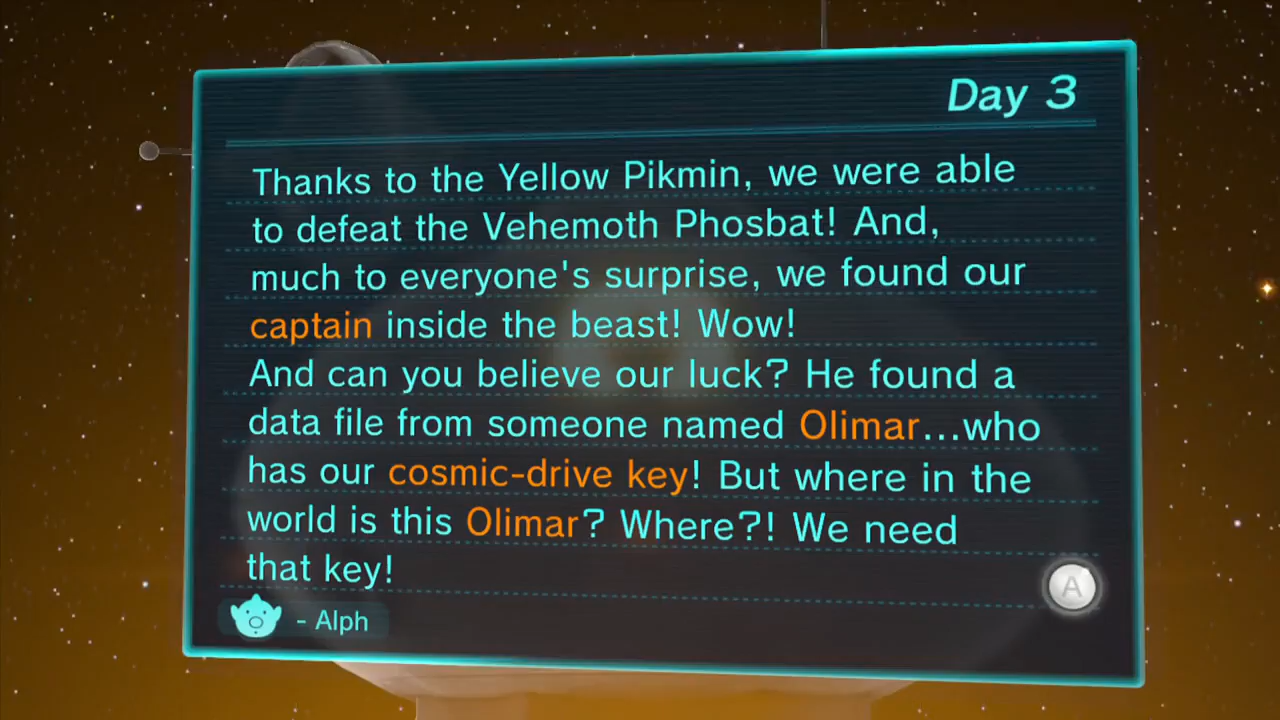 Day 3
Thanks to the Yellow Pikmin, we were able
to defeat the Vehemoth Phosbat! And,
much to everyone's surprise, we found our
captain inside the beast! Wow!
And can you believe our luck? He found a
data file from someone named Olimar...who
has our cosmic-drive key! But where in the
world is this Olimar? Where?! We need
that key!
A
- Alph